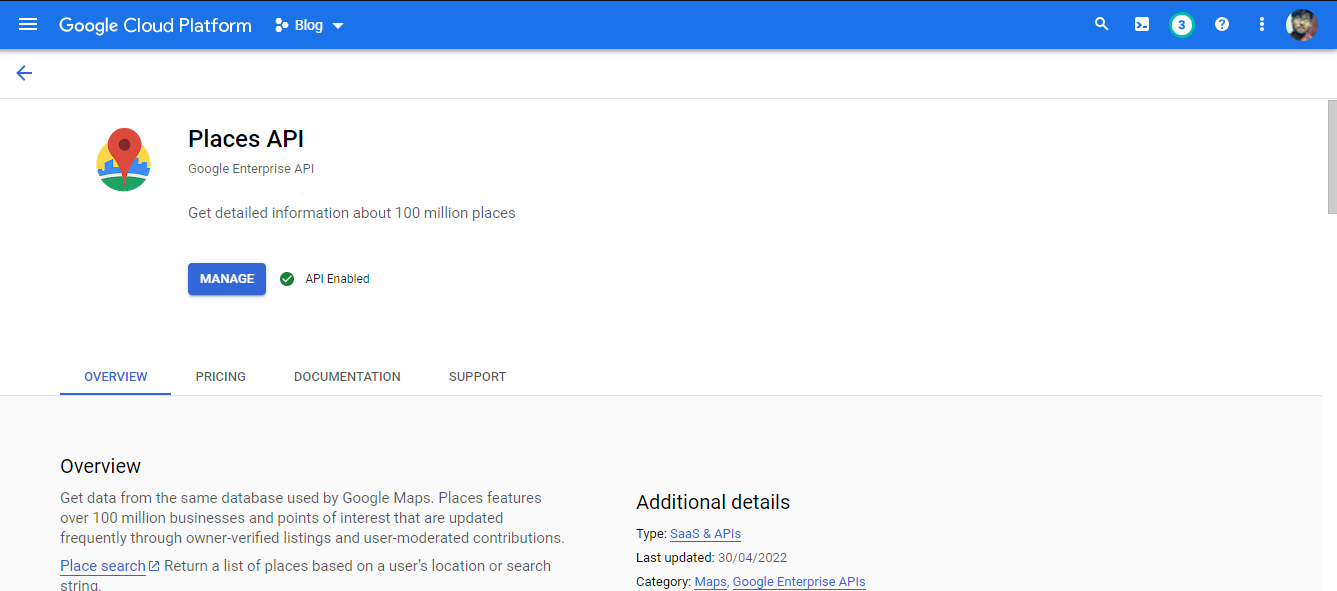 Google Cloud Platform Blog 3
Places API
Google Enterprise API
Get detailed information about 100 million places
MANAGE API Enabled
OVERVIEW PRICING DOCUMENTATION SUPPORT
Overview
Get data from the same database used by Google Maps. Places features
over 100 million businesses and points of interest that are updated
frequently through owner-verified listings and user-moderated contributions.
Place search Return a list of places based on a user's location or search
string.
Additional details
Type: SaaS & APIs
Last updated: 30/04/2022
Category: Maps, Google Enterprise APIs